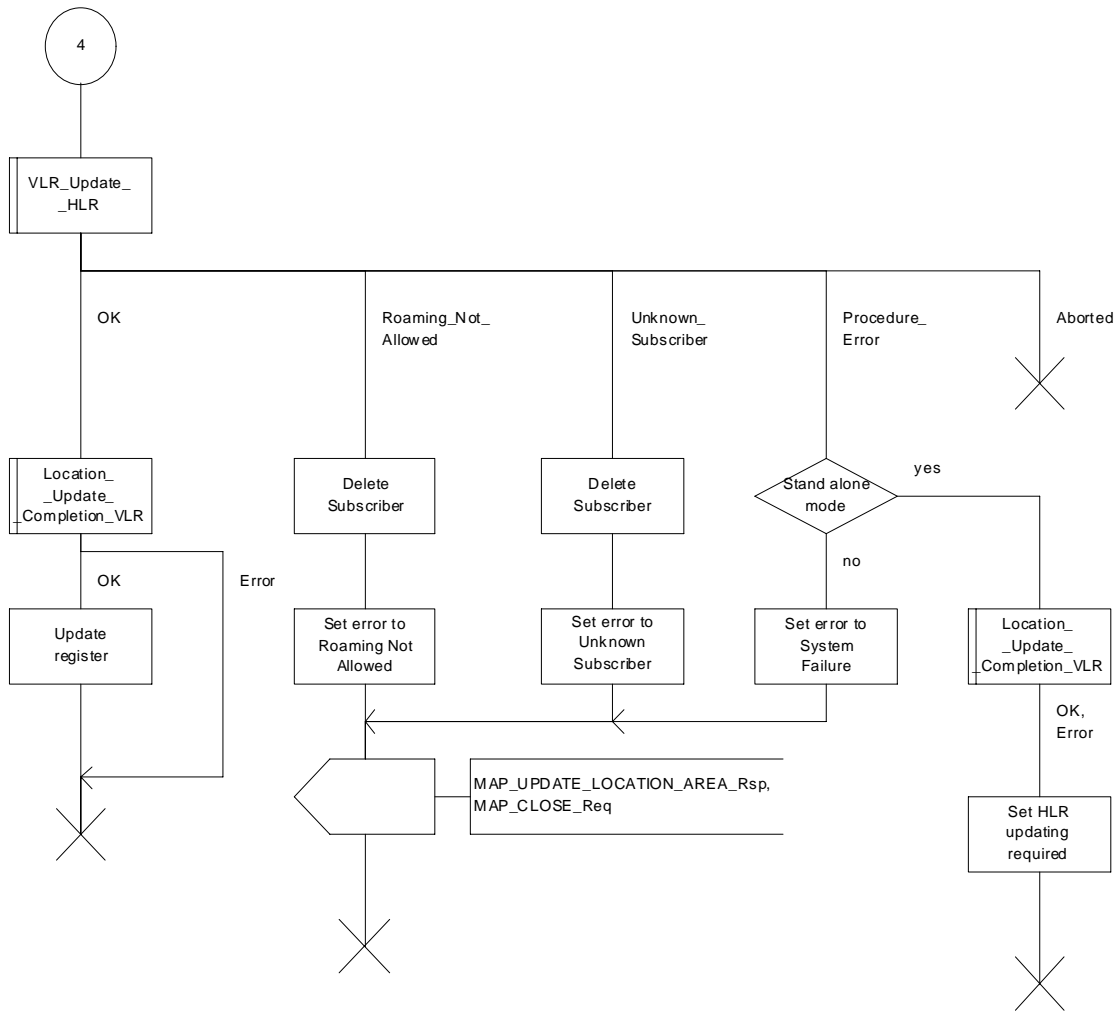 4
VLR_Update_
_HLR
OK
Roaming_Not_
Allowed
Unknown_
Subscriber
Procedure_
Error
Aborted
Location_
_Update_
_Completion_VLR
Delete
Subscriber
Delete
Subscriber
Stand alone
mode
yes
no
OK
Error
Update
register
Set error to
Roaming Not
Allowed
Set error to
Unknown
Subscriber
Set error to
System
Failure
Location_
_Update_
_Completion_VLR
OK,
Error
MAP_UPDATE_LOCATION_AREA_Rsp,
MAP_CLOSE_Req
Set HLR
updating
required